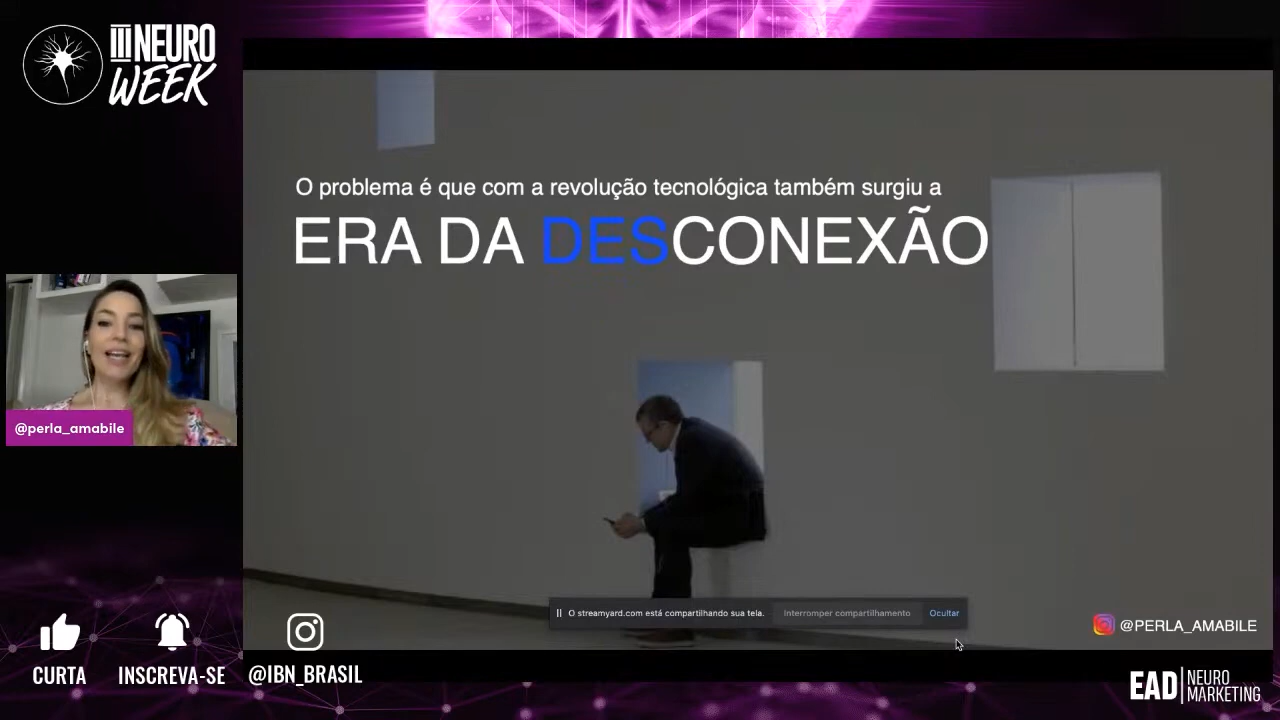 NEURO
WEEK
O problema é que com a revolução tecnológica também surgiu a
ERA DA DESCONEXÃO
@perla_amabile
O streamyard.com está compartilhando sua tela.
Interromper compartilhamento
Ocultar
@PERLA_AMABILE
CURTA
INSCREVA-SE
@IBN_BRASIL
EAD
NEURO
MARKETING